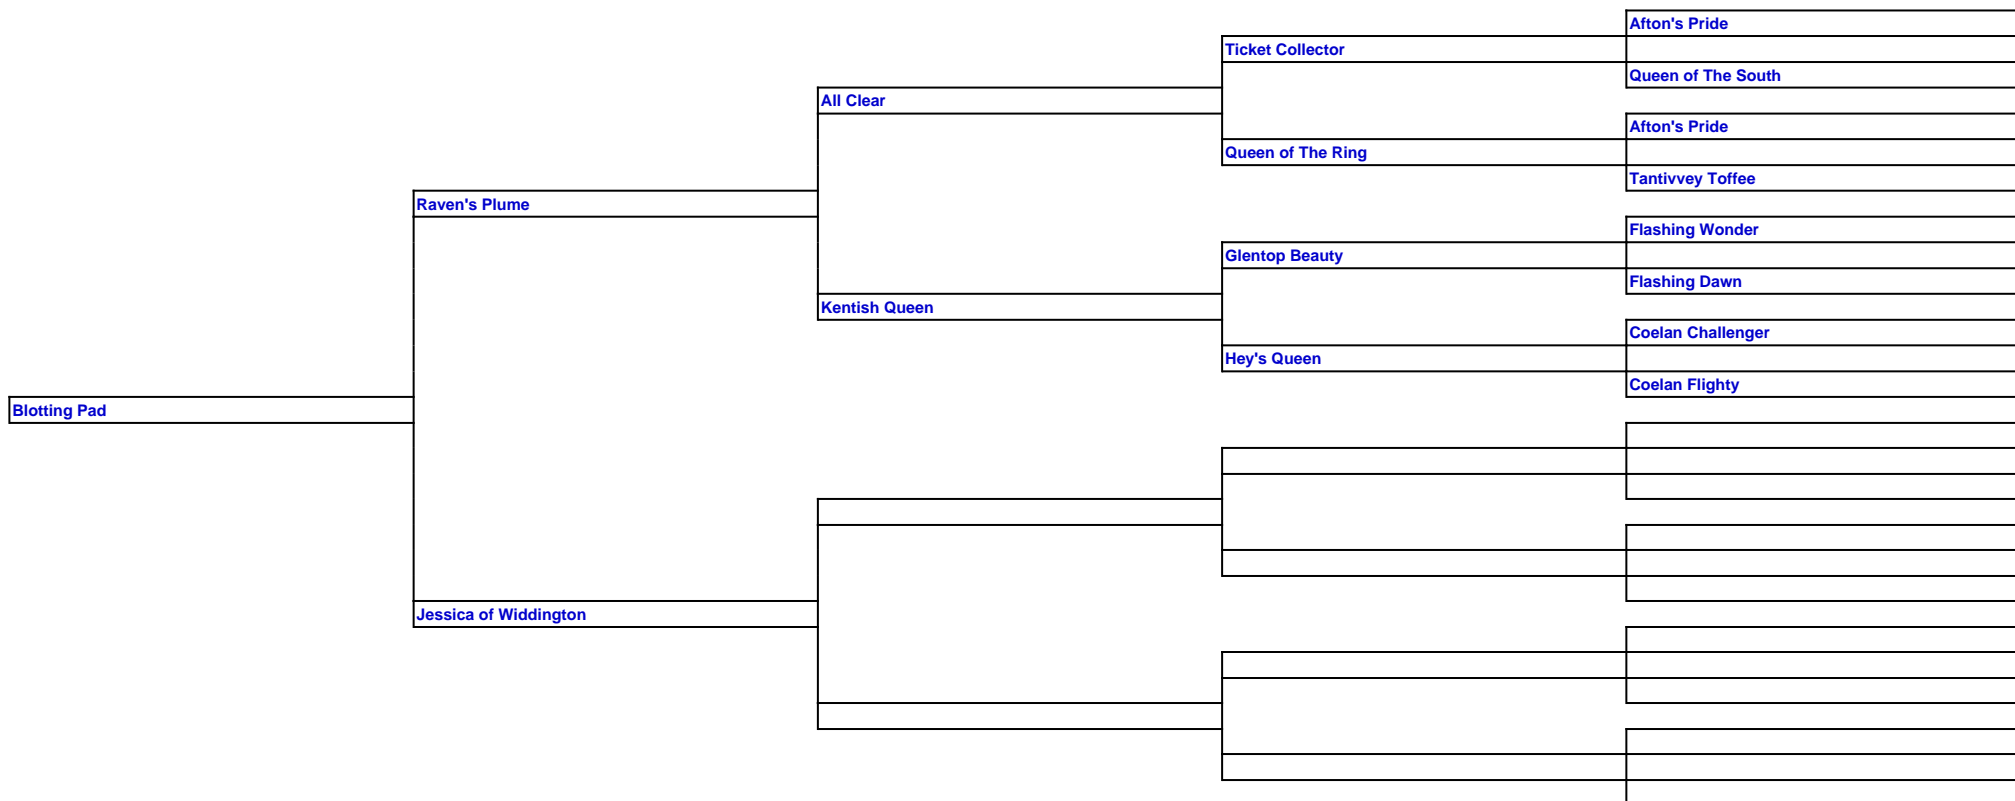 Afton's Pride
Ticket Collector
Queen of The South
All Clear
Afton's Pride
Queen of The Ring
Tantivvey Toffee
Raven's Plume
Flashing Wonder
Glentop Beauty
Flashing Dawn
Kentish Queen
Coelan Challenger
Hey's Queen
Coelan Flighty
Blotting Pad
Jessica of Widdington